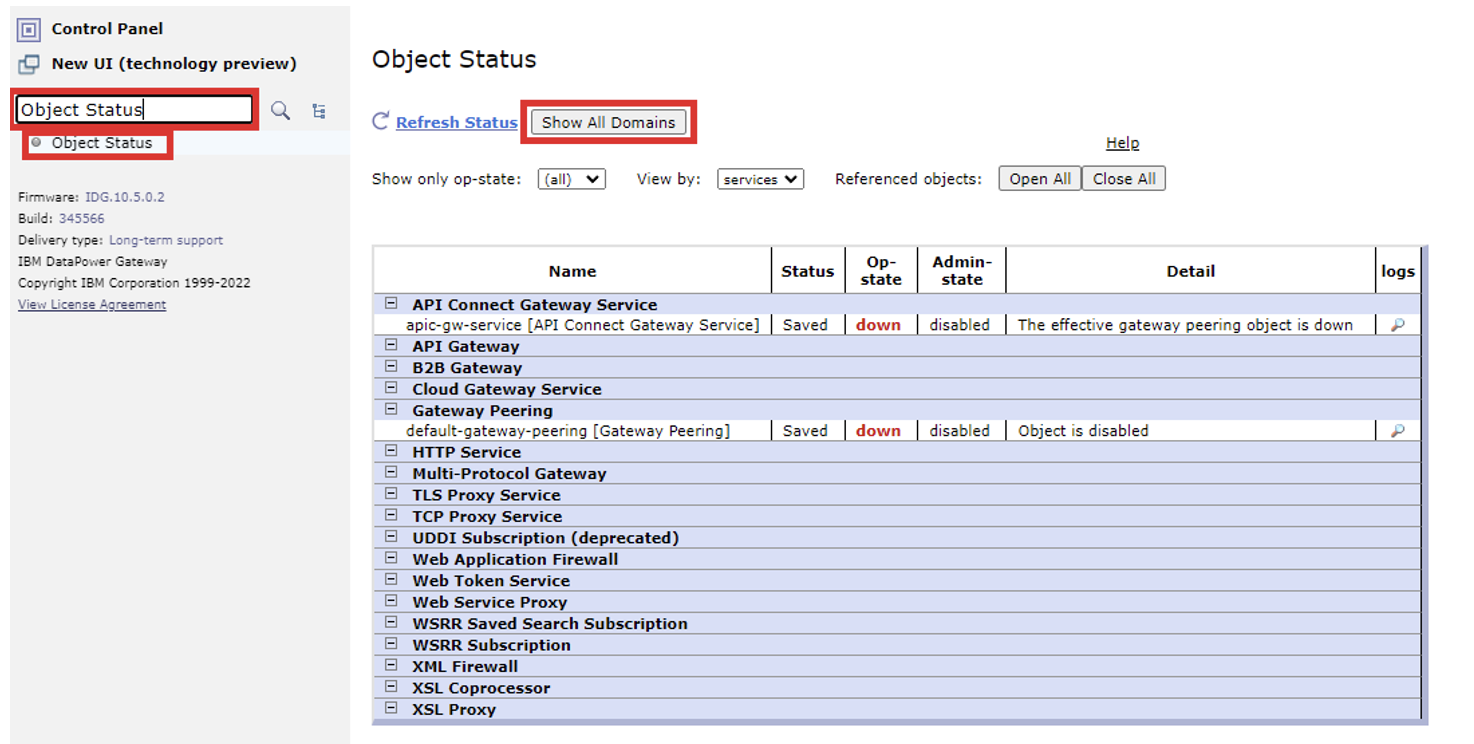 Control Panel
New UI (technology preview)
Object Status
Object Status
Firmware: IDG.10.5.0.2
Build: 345566
Delivery type: Long-term support
IBM DataPower Gateway
Copyright IBM Corporation 1999-2022
View License Agreement
Object Status
Refresh Status Show All Domains
Help
Show only op-state: (all) View by: services Referenced objects: Open All Close All
Name Status Op-state Admin-state Detail logs
API Connect Gateway Service
apic-gw-service [API Connect Gateway Service] Saved down disabled The effective gateway peering object is down
API Gateway
B2B Gateway
Cloud Gateway Service
Gateway Peering
default-gateway-peering [Gateway Peering] Saved down disabled Object is disabled
HTTP Service
Multi-Protocol Gateway
TLS Proxy Service
TCP Proxy Service
UDDI Subscription (deprecated)
Web Application Firewall
Web Token Service
Web Service Proxy
WSRR Saved Search Subscription
WSRR Subscription
XML Firewall
XSL Coprocessor
XSL Proxy